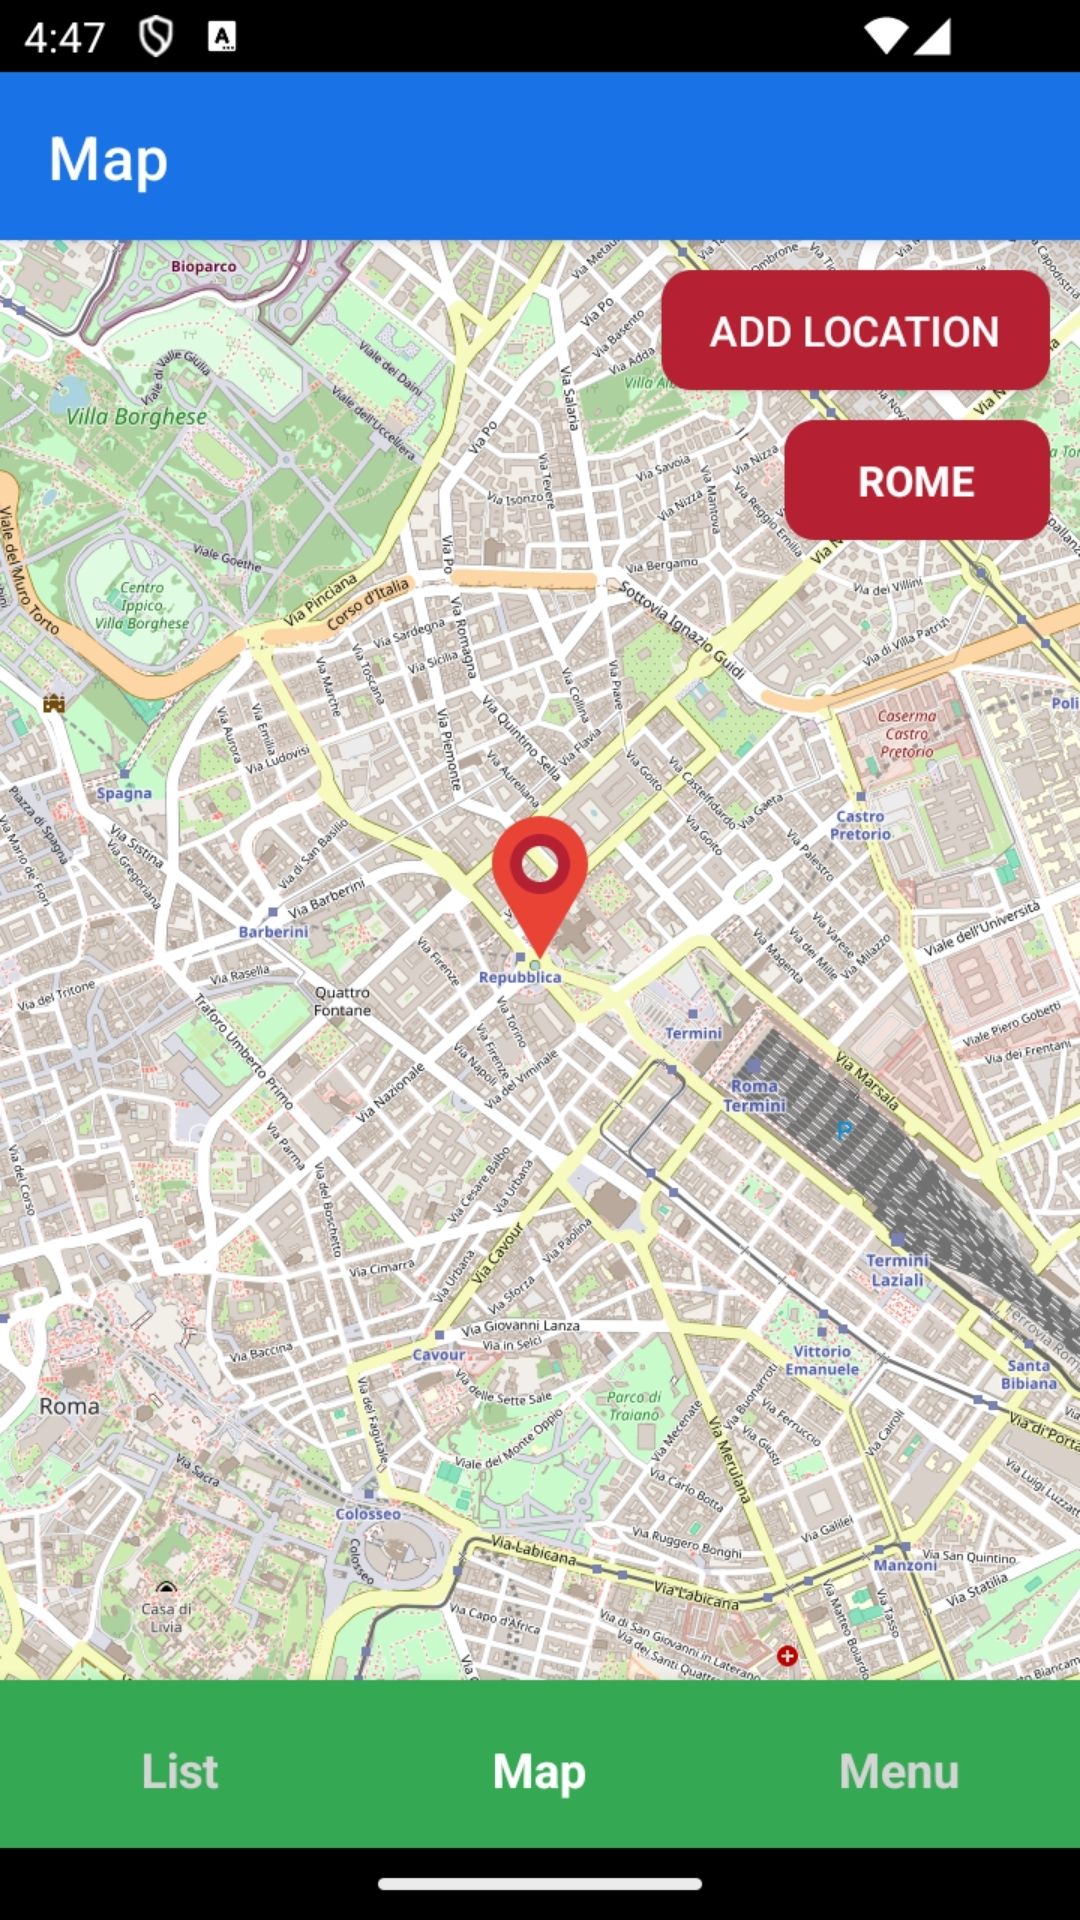 4:47
A
Map
Bioparco
Via Po
Via Basento
Via Adda
ADD LOCATION
Viale di Valle Giulia
Viale dei Daini
Viale dell'Uccelliera
Villa Borghese
Via Salaria
Via Po
Via Tevere
Via Savoia
Via Nizza
Via Isonzo
Via Nizza
Via Mantova
Via Reggio Emilia
ROME
Viale del Muro Torto
Viale Goethe
Via Po
Via Bergamo
Centro
Ippico
Villa Borghese
Via Pinciana
Corso d'Italia
Sottovia Ignazio Guidi
Via dei Villini
Via di Villa Patrizi
Via Sardegna
Via Romagna
Via Sicilia
Via Toscana
Via Marche
Via Collina
Via Piave
Via Aurora
Via Emilia
Via Ludovisi
Via Piemonte
Via Quintino Sella
Via Flavia
Via Aureliana
Via Goito
Via Castelfidardo
Via Gaeta
Via Goito
Caserma
Castro
Pretorio
Spagna
Piazza di Spagna
Via Mario de' Fiori
Via Sistina
Via Gregoriana
Via di San Basilio
Via Palestro
Castro
Pretorio
Via Barberini
Barberini
Via Rasella
Via del Tritone
Quattro
Fontane
Via Firenze
Repubblica
Via Magenta
Via dei Mille
Via Varese
Via Milazzo
Viale dell'Università
Termini
Viale Piero Gobetti
Via dei Frentani
Traforo Umberto Primo
Via Torino
Via Firenze
Via Napoli
Via del Viminale
Via Nazionale
Roma
Termini
P
Via Marsala
Via Parma
Via del Boschetto
Via Cesare Balbo
Via Urbana
Via del Corso
Via Cavour
Via Paolina
Via Cimarra
Via Urbana
Via Sforza
Termini
Laziali
Via Baccina
Via Giovanni Lanza
Via in Selci
Cavour
Vittorio
Emanuele
Santa
Bibiana
Roma
Via del Fagutale
Via delle Sette Sale
Parco di
Traiano
Via Mecenate
Via Buonarroti
Via Ferruccio
Via Giusti
Via Cairoli
Via Merulana
Viale del Monte Oppio
Via Sacra
Via Carlo Botta
Colosseo
Via Ruggero Bonghi
Via Galilei
Via Labicana
Via San Quintino
Manzoni
Via Statilia
Via Labicana
Casa di
Livia
Via Capo d'Africa
Via di San Giovanni in Laterano
Via Matteo Boiardo
Via Tasso
List
Map
Menu